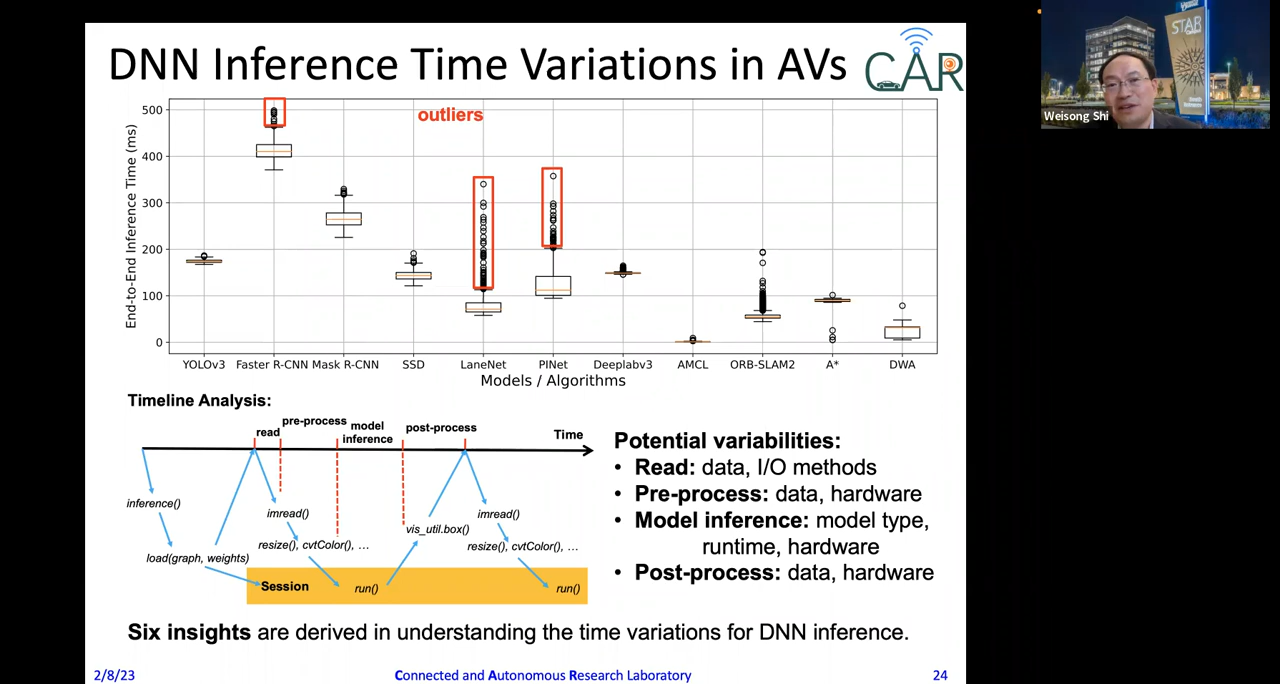 DNN Inference Time Variations in AVs
CAR
outliers
End-to-End Inference Time (ms)
500
400
300
200
100
0
YOLOv3 Faster R-CNN Mask R-CNN SSD LaneNet PINet Deeplabv3 AMCL ORB-SLAM2 A* DWA
Models / Algorithms
Timeline Analysis:
read
pre-process
model
inference
post-process
Time
inference()
load(graph, weights)
imread()
resize(), cvtColor(), ...
vis_util.box()
imread()
resize(), cvtColor(), ...
Session
run()
run()
Potential variabilities:
• Read: data, I/O methods
• Pre-process: data, hardware
• Model inference: model type,
runtime, hardware
• Post-process: data, hardware
Six insights are derived in understanding the time variations for DNN inference.
2/8/23
Connected and Autonomous Research Laboratory
24
STAR
Weisong Shi